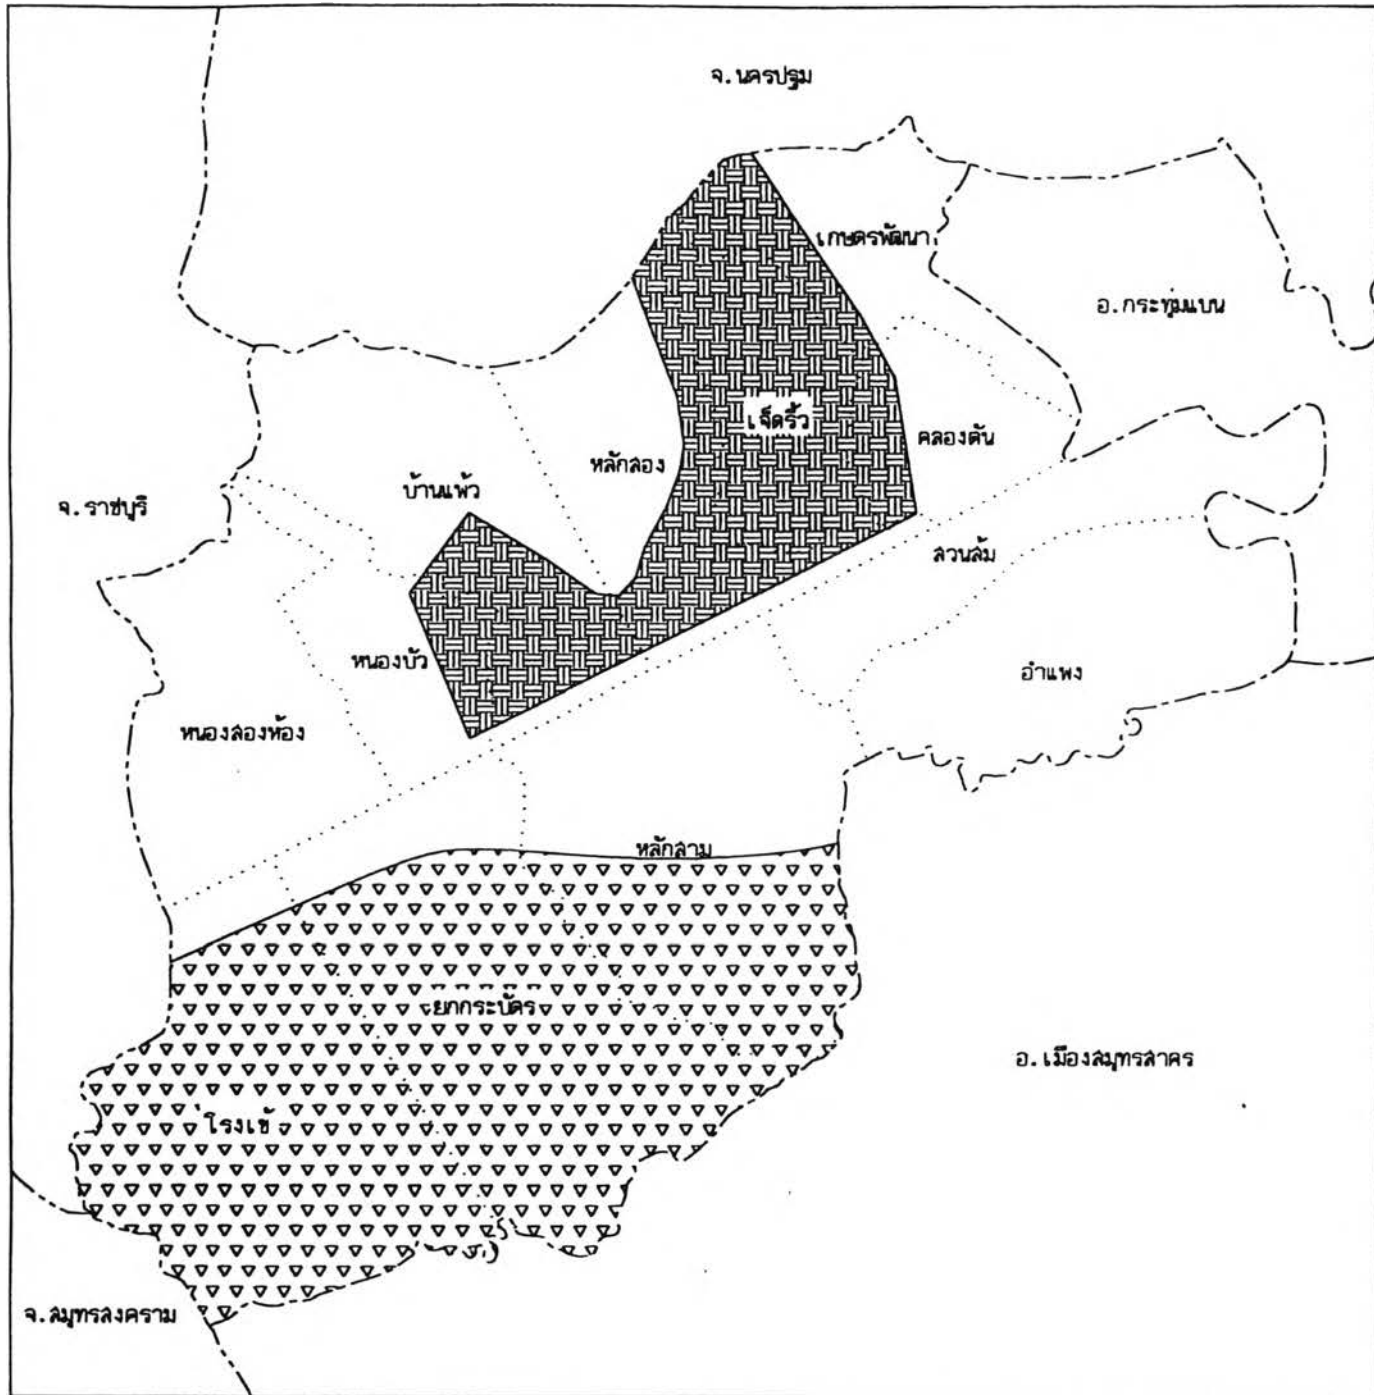 จ.นครปฐม
เกษตรพัฒนา
อ.กระทุ่มแบน
เจ็ดริ้ว
คลองตัน
หลักสอง
บ้านแพ้ว
จ.ราชบุรี
สวนส้ม
หนองบัว
อำแพง
หนองสองห้อง
หลักสาม
ยกกระบัตร
อ.เมืองสมุทรสาคร
โรงเข้
จ.สมุทรสงคราม